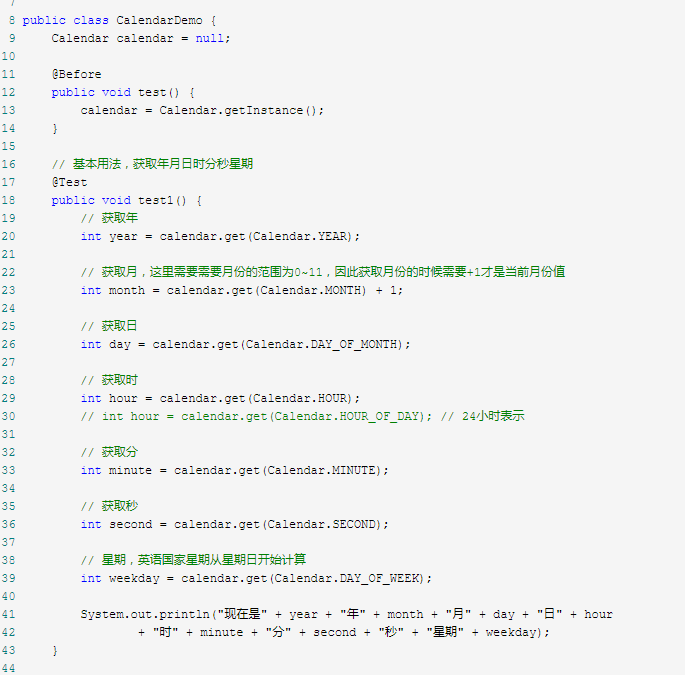 7
8 public class CalendarDemo {
9     Calendar calendar = null;
10
11     @Before
12     public void test() {
13         calendar = Calendar.getInstance();
14     }
15
16     // 基本用法，获取年月日时分秒星期
17     @Test
18     public void test1() {
19         // 获取年
20         int year = calendar.get(Calendar.YEAR);
21
22         // 获取月，这里需要需要月份的范围为0~11，因此获取月份的时候需要+1才是当前月份值
23         int month = calendar.get(Calendar.MONTH) + 1;
24
25         // 获取日
26         int day = calendar.get(Calendar.DAY_OF_MONTH);
27
28         // 获取时
29         int hour = calendar.get(Calendar.HOUR);
30         // int hour = calendar.get(Calendar.HOUR_OF_DAY); // 24小时表示
31
32         // 获取分
33         int minute = calendar.get(Calendar.MINUTE);
34
35         // 获取秒
36         int second = calendar.get(Calendar.SECOND);
37
38         // 星期，英语国家星期从星期日开始计算
39         int weekday = calendar.get(Calendar.DAY_OF_WEEK);
40
41         System.out.println("现在是" + year + "年" + month + "月" + day + "日" + hour
42                 + "时" + minute + "分" + second + "秒" + "星期" + weekday);
43     }
44